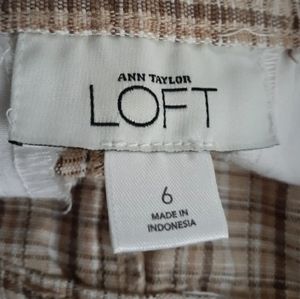 ANN TAYLOR
LOFT
6
MADE IN
INDONESIA